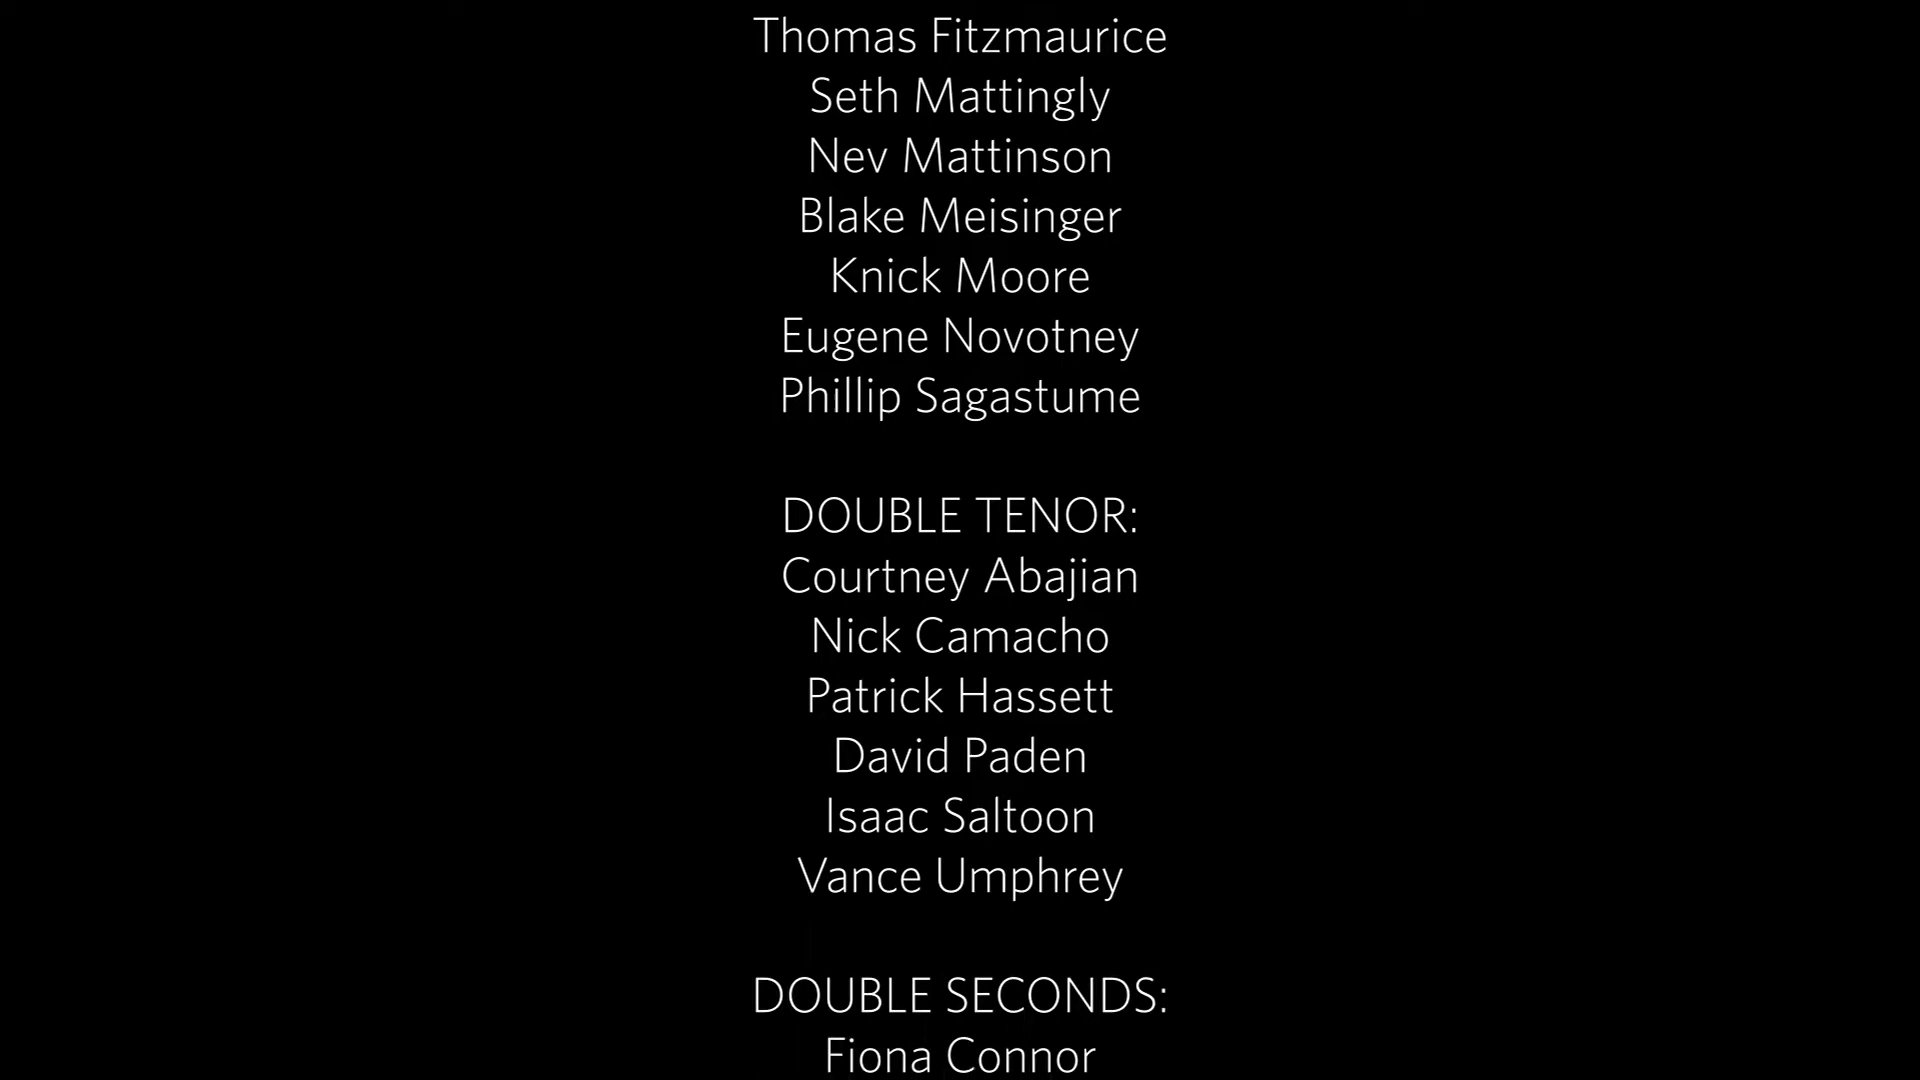 Thomas Fitzmaurice
Seth Mattingly
Nev Mattinson
Blake Meisinger
Knick Moore
Eugene Novotney
Phillip Sagastume
DOUBLE TENOR:
Courtney Abajian
Nick Camacho
Patrick Hassett
David Paden
Isaac Saltoon
Vance Umphrey
DOUBLE SECONDS:
Fiona Connor